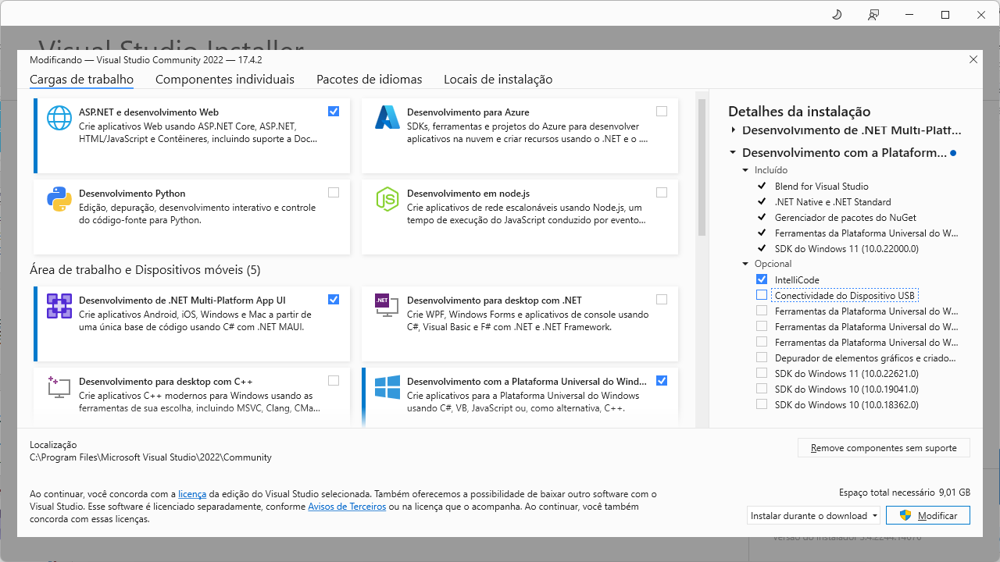 Visual Studio Installer
Modificando — Visual Studio Community 2022 — 17.4.2
Cargas de trabalho
Componentes individuais
Pacotes de idiomas
Locais de instalação
ASP.NET e desenvolvimento Web
Crie aplicativos Web usando ASP.NET Core, ASP.NET,
HTML/JavaScript e Contêineres, incluindo suporte a Doc...
Desenvolvimento para Azure
SDKs, ferramentas e projetos do Azure para desenvolver
aplicativos na nuvem e criar recursos usando o .NET e o ....
Desenvolvimento Python
Edição, depuração, desenvolvimento interativo e controle
do código-fonte para Python.
JS
Desenvolvimento em node.js
Crie aplicativos de rede escalonáveis usando Node.js, um
tempo de execução do JavaScript conduzido por evento...
Área de trabalho e Dispositivos móveis (5)
Desenvolvimento de .NET Multi-Platform App UI
Crie aplicativos Android, iOS, Windows e Mac a partir de
uma única base de código usando C# com .NET MAUI.
.NET
Desenvolvimento para desktop com .NET
Crie WPF, Windows Forms e aplicativos de console usando
C#, Visual Basic e F# com .NET e .NET Framework.
Desenvolvimento para desktop com C++
Crie aplicativos C++ modernos para Windows usando as
ferramentas de sua escolha, incluindo MSVC, Clang, CMa...
Desenvolvimento com a Plataforma Universal do Wind...
Crie aplicativos para a Plataforma Universal do Windows
usando C#, VB, JavaScript ou, como alternativa, C++.
Detalhes da instalação
Desenvolvimento de .NET Multi-Platf...
Desenvolvimento com a Plataform...
Incluído
Blend for Visual Studio
.NET Native e .NET Standard
Gerenciador de pacotes do NuGet
Ferramentas da Plataforma Universal do W...
SDK do Windows 11 (10.0.22000.0)
Opcional
IntelliCode
Conectividade do Dispositivo USB
Ferramentas da Plataforma Universal do W...
Ferramentas da Plataforma Universal do W...
Ferramentas da Plataforma Universal do W...
Depurador de elementos gráficos e criado...
SDK do Windows 11 (10.0.22621.0)
SDK do Windows 10 (10.0.19041.0)
SDK do Windows 10 (10.0.18362.0)
Localização
C:\Program Files\Microsoft Visual Studio\2022\Community
Remove componentes sem suporte
Ao continuar, você concorda com a licença da edição do Visual Studio selecionada. Também oferecemos a possibilidade de baixar outro software com o
Visual Studio. Esse software é licenciado separadamente, conforme Avisos de Terceiros ou na licença que o acompanha. Ao continuar, você também
concorda com essas licenças.
Espaço total necessário 9,01 GB
Instalar durante o download
Modificar